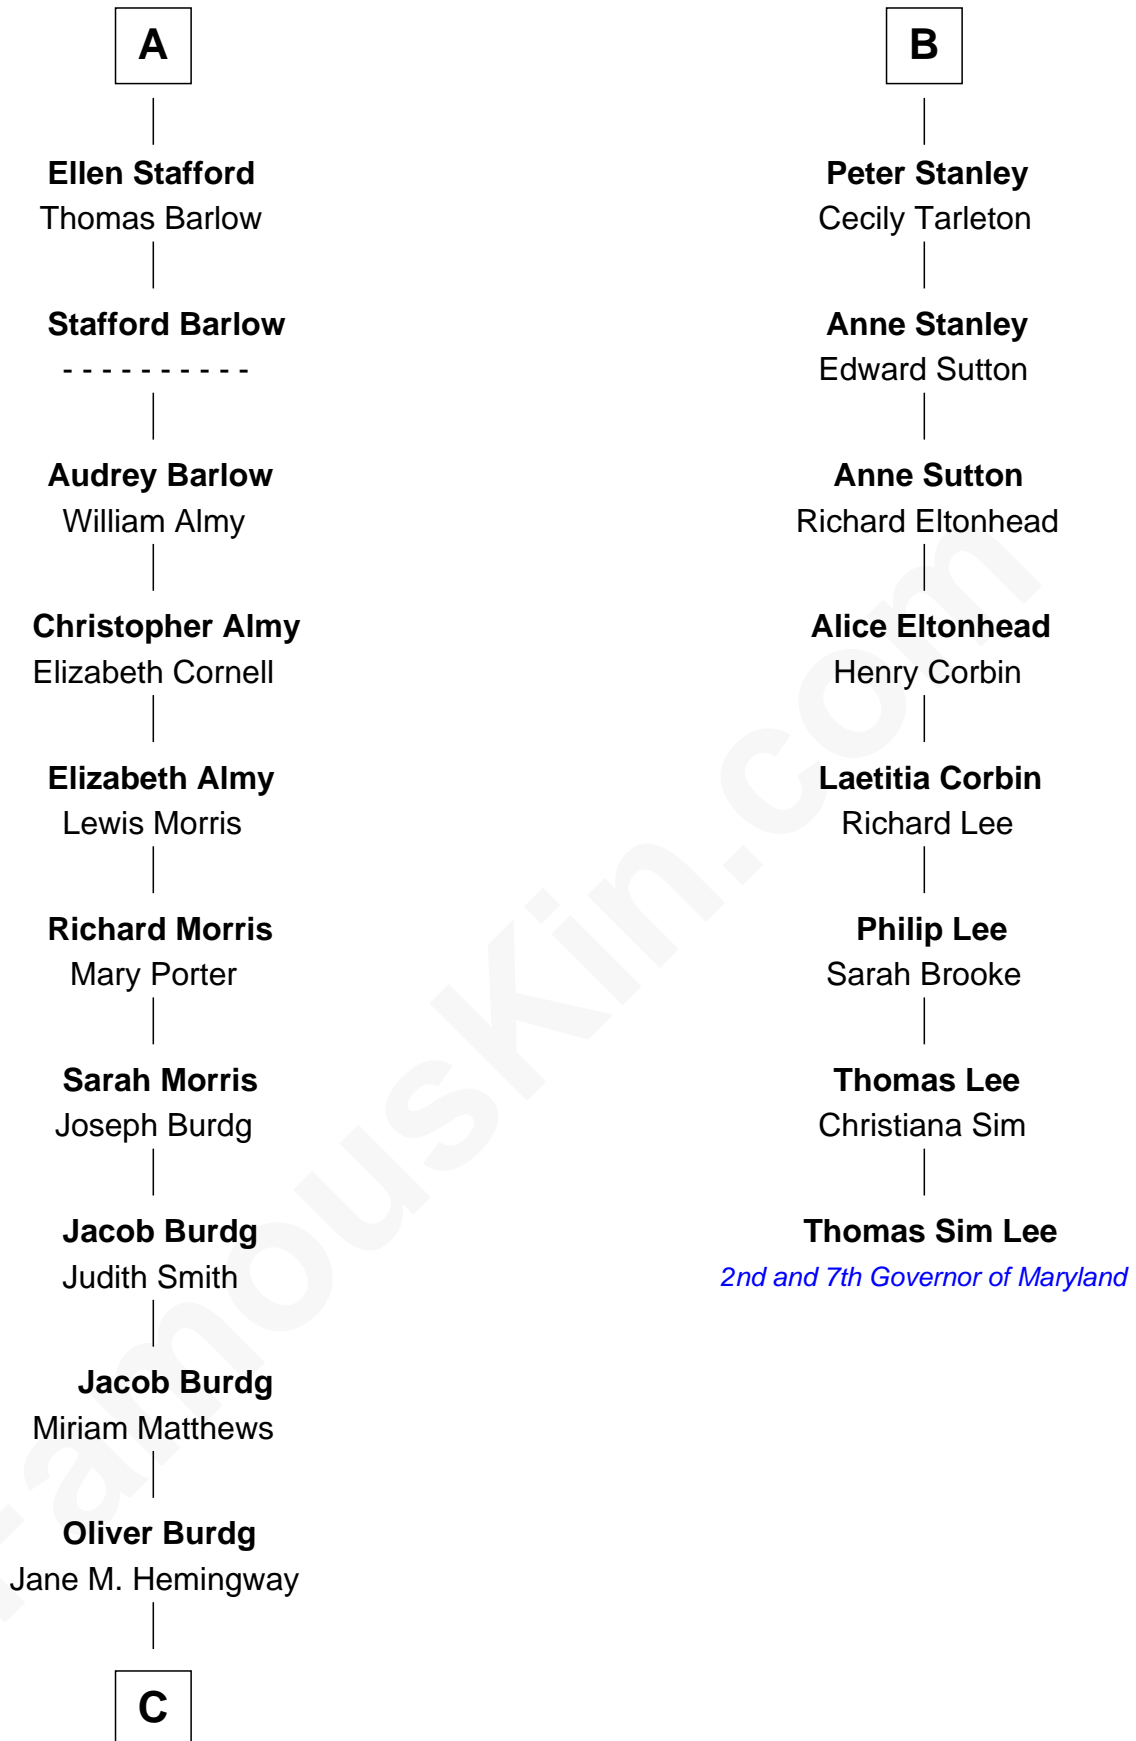 A
Ellen Stafford
Thomas Barlow
Stafford Barlow
- - - - - - - - - -
Audrey Barlow
William Almy
Christopher Almy
Elizabeth Cornell
Elizabeth Almy
Lewis Morris
Richard Morris
Mary Porter
Sarah Morris
Joseph Burdg
Jacob Burdg
Judith Smith
Jacob Burdg
Miriam Matthews
Oliver Burdg
Jane M. Hemingway
C
B
Peter Stanley
Cecily Tarleton
Anne Stanley
Edward Sutton
Anne Sutton
Richard Eltonhead
Alice Eltonhead
Henry Corbin
Laetitia Corbin
Richard Lee
Philip Lee
Sarah Brooke
Thomas Lee
Christiana Sim
Thomas Sim Lee
2nd and 7th Governor of Maryland
FamousKin.com